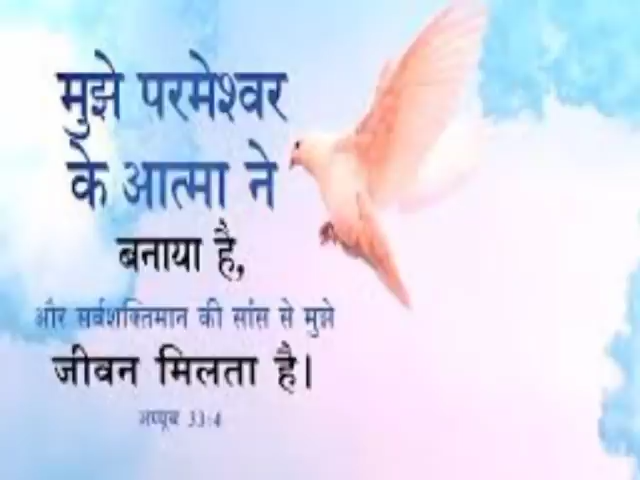 मुझे परमेश्वर
के आत्मा ने
बनाया है,
और सर्वशक्तिमान की सांस से मुझे
जीवन मिलता है।
अय्यूब 33:4